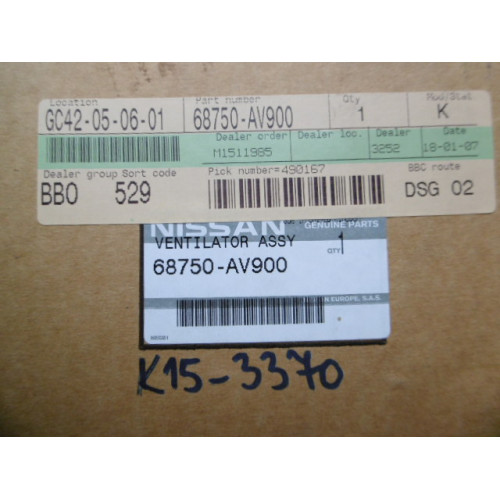 Location Part number Qty
GC42-05-06-01 68750-AV900 1 K
Dealer order Dealer loc. Dealer Date
M1511985 3252 18-01-07
Dealer group Sort code Pick number=490167 BBC route
BBO 529 DSG 02
NISSAN GENUINE PARTS
VENTILATOR ASSY 1
QTY
68750-AV900
EUROPE, S.A.S.
K15-3370